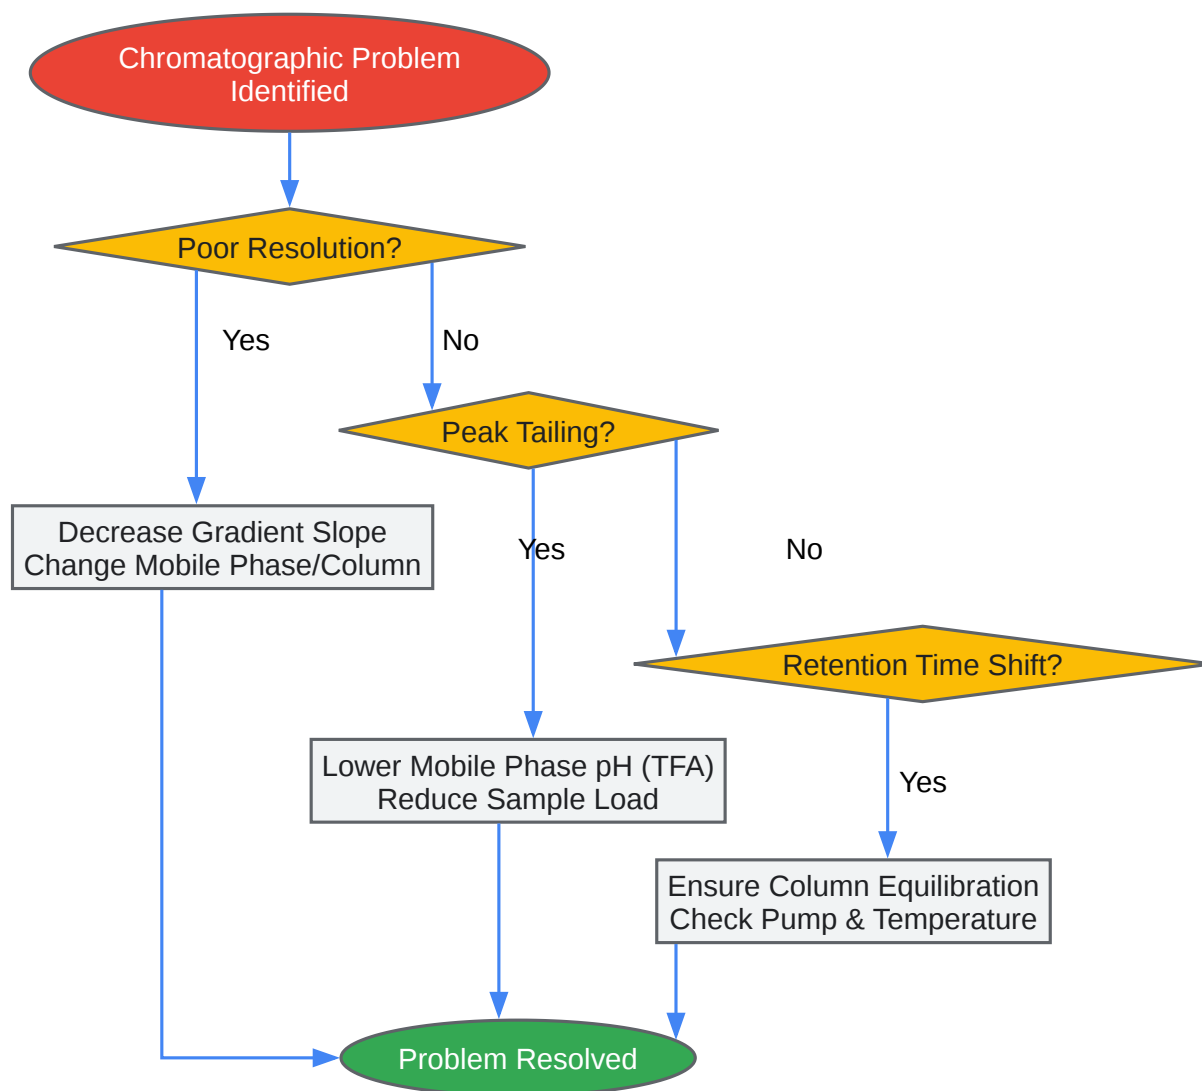 Chromatographic Problem
Identified
Poor Resolution?
Yes
No
Peak Tailing?
Decrease Gradient Slope
Change Mobile Phase/Column
Yes
No
Retention Time Shift?
Lower Mobile Phase pH (TFA)
Reduce Sample Load
Yes
Ensure Column Equilibration
Check Pump & Temperature
Problem Resolved